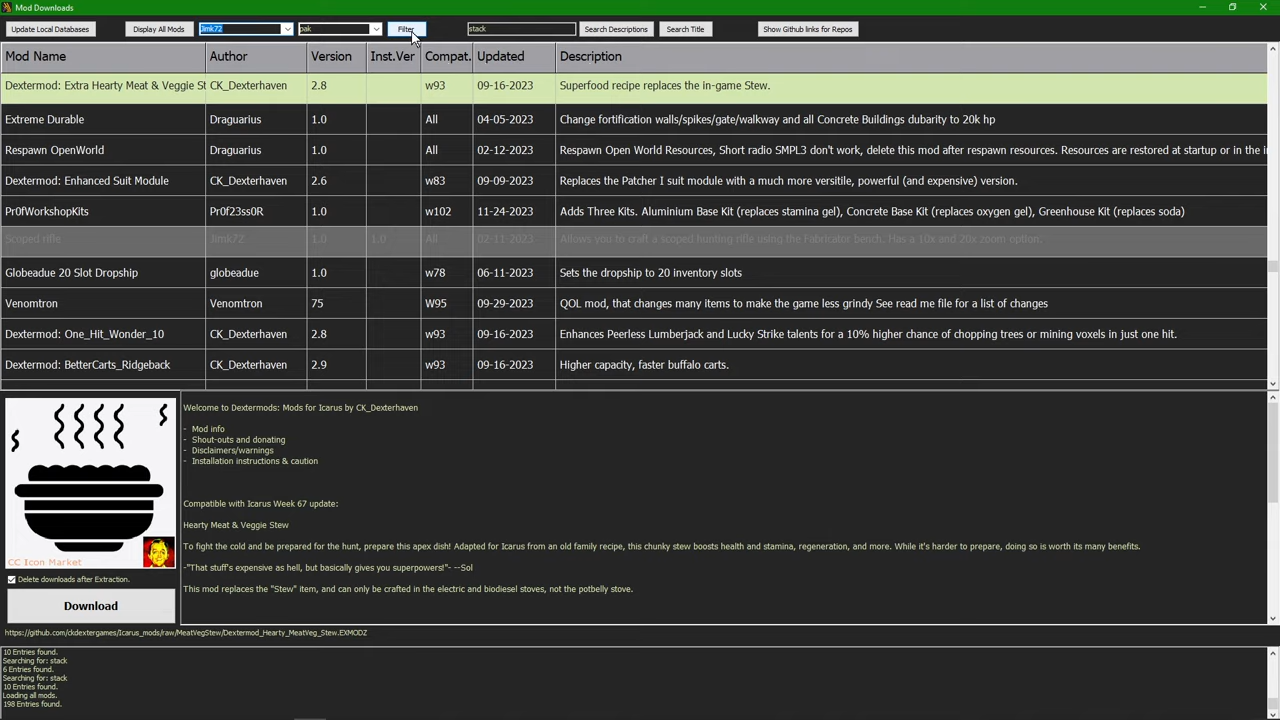 Mod Downloads
Update Local Databases Display All Mods Jimk72 pak Filter stack Search Descriptions Search Title Show Github links for Repos
Mod Name Author Version Inst.Ver Compat. Updated Description
Dextermod: Extra Hearty Meat & Veggie St CK_Dexterhaven 2.8 w93 09-16-2023 Superfood recipe replaces the in-game Stew.
Extreme Durable Draguarius 1.0 All 04-05-2023 Change fortification walls/spikes/gate/walkway and all Concrete Buildings dubarity to 20k hp
Respawn OpenWorld Draguarius 1.0 All 02-12-2023 Respawn Open World Resources, Short radio SMPL3 don't work, delete this mod after respawn resources. Resources are restored at startup or in the i
Dextermod: Enhanced Suit Module CK_Dexterhaven 2.6 w83 09-09-2023 Replaces the Patcher I suit module with a much more versitile, powerful (and expensive) version.
Pr0fWorkshopKits Pr0f23ss0R 1.0 w102 11-24-2023 Adds Three Kits. Aluminium Base Kit (replaces stamina gel), Concrete Base Kit (replaces oxygen gel), Greenhouse Kit (replaces soda)
Scoped rifle Jimk72 1.0 1.0 All 02-11-2023 Allows you to craft a scoped hunting rifle using the Fabricator bench. Has a 10x and 20x zoom option.
Globeadue 20 Slot Dropship globeadue 1.0 w78 06-11-2023 Sets the dropship to 20 inventory slots
Venomtron Venomtron 75 W95 09-29-2023 QOL mod, that changes many items to make the game less grindy See read me file for a list of changes
Dextermod: One_Hit_Wonder_10 CK_Dexterhaven 2.8 w93 09-16-2023 Enhances Peerless Lumberjack and Lucky Strike talents for a 10% higher chance of chopping trees or mining voxels in just one hit.
Dextermod: BetterCarts_Ridgeback CK_Dexterhaven 2.9 w93 09-16-2023 Higher capacity, faster buffalo carts.
Welcome to Dextermods: Mods for Icarus by CK_Dexterhaven
- Mod info
- Shout-outs and donating
- Disclaimers/warnings
- Installation instructions & caution
Compatible with Icarus Week 67 update:
Hearty Meat & Veggie Stew
To fight the cold and be prepared for the hunt, prepare this apex dish! Adapted for Icarus from an old family recipe, this chunky stew boosts health and stamina, regeneration, and more. While it's harder to prepare, doing so is worth its many benefits.
-"That stuff's expensive as hell, but basically gives you superpowers!"- --Sol
This mod replaces the "Stew" item, and can only be crafted in the electric and biodiesel stoves, not the potbelly stove.
CC Icon Market
Delete downloads after Extraction.
Download
https://github.com/ckdextergames/Icarus_mods/raw/MeatVegStew/Dextermod_Hearty_MeatVeg_Stew.EXMODZ
10 Entries found.
Searching for: stack
6 Entries found.
Searching for: stack
10 Entries found.
Loading all mods.
198 Entries found.